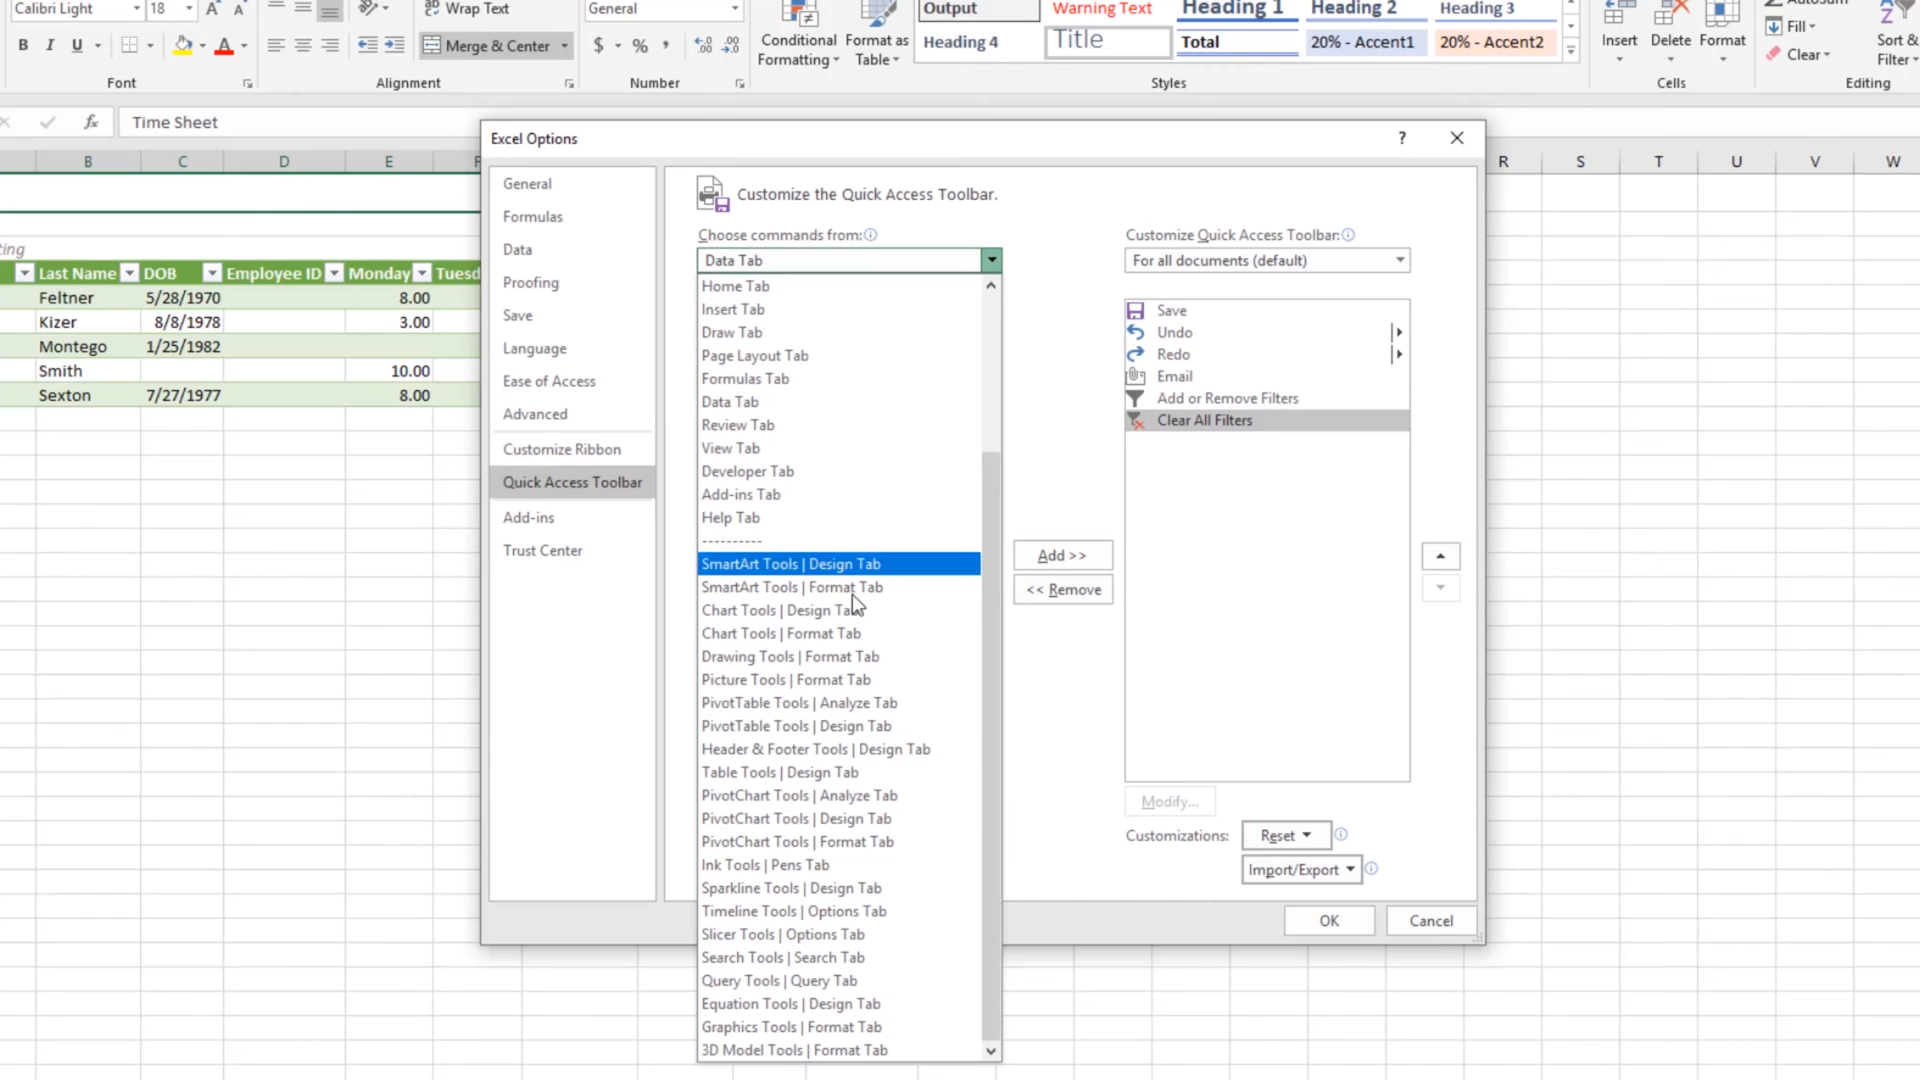 Calibri Light 18 A A Wrap Text General Output Warning Text Heading 1 Heading 2 Heading 3 AutoSum
B I U A Merge & Center $ % , Conditional Formatting Format as Table Heading 4 Title Total 20% - Accent1 20% - Accent2 Insert Delete Format Fill Clear Sort & Filter
Font Alignment Number Styles Cells Editing
fx Time Sheet
B C D E R S T U V W
ting
Last Name DOB Employee ID Monday Tuesd
Feltner 5/28/1970 8.00
Kizer 8/8/1978 3.00
Montego 1/25/1982
Smith 10.00
Sexton 7/27/1977 8.00
Excel Options ?
General
Formulas
Data
Proofing
Save
Language
Ease of Access
Advanced
Customize Ribbon
Quick Access Toolbar
Add-ins
Trust Center
Customize the Quick Access Toolbar.
Choose commands from:
Data Tab
Home Tab
Insert Tab
Draw Tab
Page Layout Tab
Formulas Tab
Data Tab
Review Tab
View Tab
Developer Tab
Add-ins Tab
Help Tab
----------
SmartArt Tools | Design Tab
SmartArt Tools | Format Tab
Chart Tools | Design Tab
Chart Tools | Format Tab
Drawing Tools | Format Tab
Picture Tools | Format Tab
PivotTable Tools | Analyze Tab
PivotTable Tools | Design Tab
Header & Footer Tools | Design Tab
Table Tools | Design Tab
PivotChart Tools | Analyze Tab
PivotChart Tools | Design Tab
PivotChart Tools | Format Tab
Ink Tools | Pens Tab
Sparkline Tools | Design Tab
Timeline Tools | Options Tab
Slicer Tools | Options Tab
Search Tools | Search Tab
Query Tools | Query Tab
Equation Tools | Design Tab
Graphics Tools | Format Tab
3D Model Tools | Format Tab
Add >>
<< Remove
Customize Quick Access Toolbar:
For all documents (default)
Save
Undo
Redo
Email
Add or Remove Filters
Clear All Filters
Modify...
Customizations: Reset
Import/Export
OK Cancel